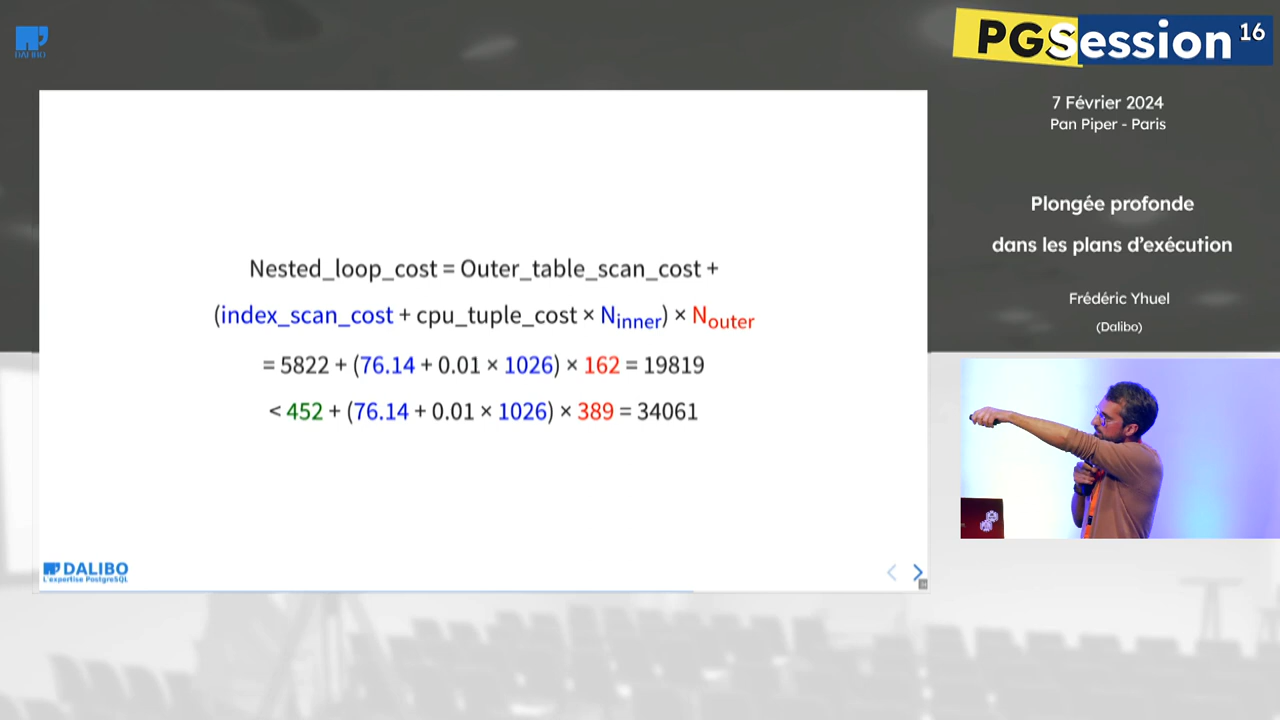 DALIBO
PGSession 16
7 Février 2024
Pan Piper - Paris
Plongée profonde
dans les plans d'exécution
Frédéric Yhuel
(Dalibo)
Nested_loop_cost = Outer_table_scan_cost +
(index_scan_cost + cpu_tuple_cost × Ninner) × Nouter
= 5822 + (76.14 + 0.01 × 1026) × 162 = 19819
< 452 + (76.14 + 0.01 × 1026) × 389 = 34061
DALIBO
L'expertise PostgreSQL